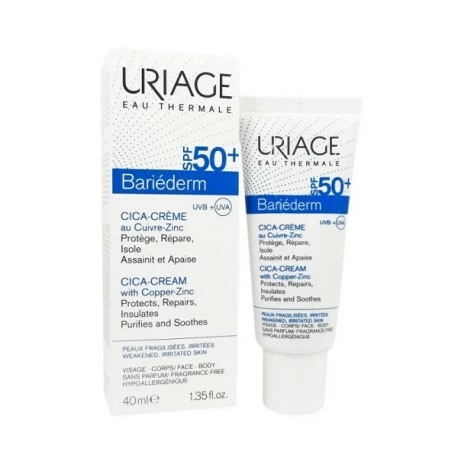 URIAGE
EAU THERMALE
SPF 50+
Bariéderm
UVB + UVA
CICA-CRÈME
au Cuivre-Zinc
Protège, Répare,
Isole
Assainit et Apaise
CICA-CREAM
with Copper-Zinc
Protects, Repairs,
Insulates
Purifies and Soothes
PEAUX FRAGILISÉES, IRRITÉES
WEAKENED, IRRITATED SKIN
VISAGE - CORPS/ FACE - BODY
SANS PARFUM/ FRAGRANCE-FREE
HYPOALLERGÉNIQUE
40 ml e 1.35 fl.oz.
URIAGE
EAU THERMALE
SPF 50+
Bariéderm
UVB + UVA
CICA-CRÈME
au Cuivre-Zinc
Protège, Répare,
Isole
Assainit et Apaise
CICA-CREAM
with Copper-Zinc
Protects, Repairs,
Insulates
Purifies and Soothes
PEAUX FRAGILISÉES, IRRITÉES
WEAKENED, IRRITATED SKIN
VISAGE - CORPS/ FACE - BODY
SANS PARFUM/ FRAGRANCE-FREE
HYPOALLERGÉNIQUE